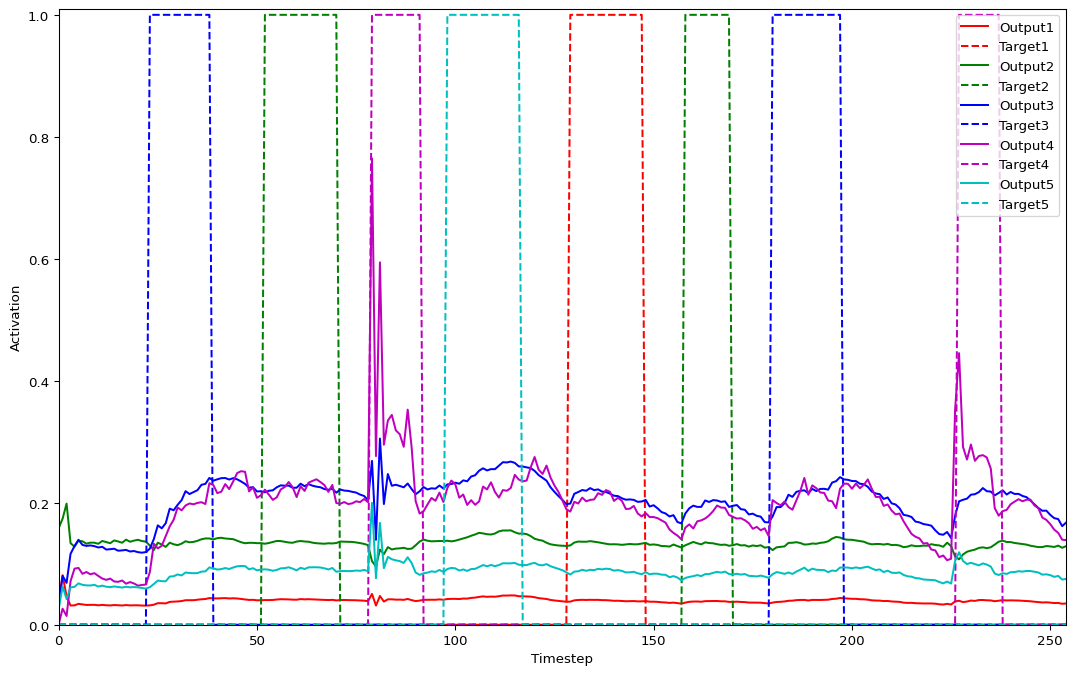 1.0
0.8
0.6
0.4
0.2
0.0
Activation
0
50
100
150
200
250
Timestep
Output1
Target1
Output2
Target2
Output3
Target3
Output4
Target4
Output5
Target5